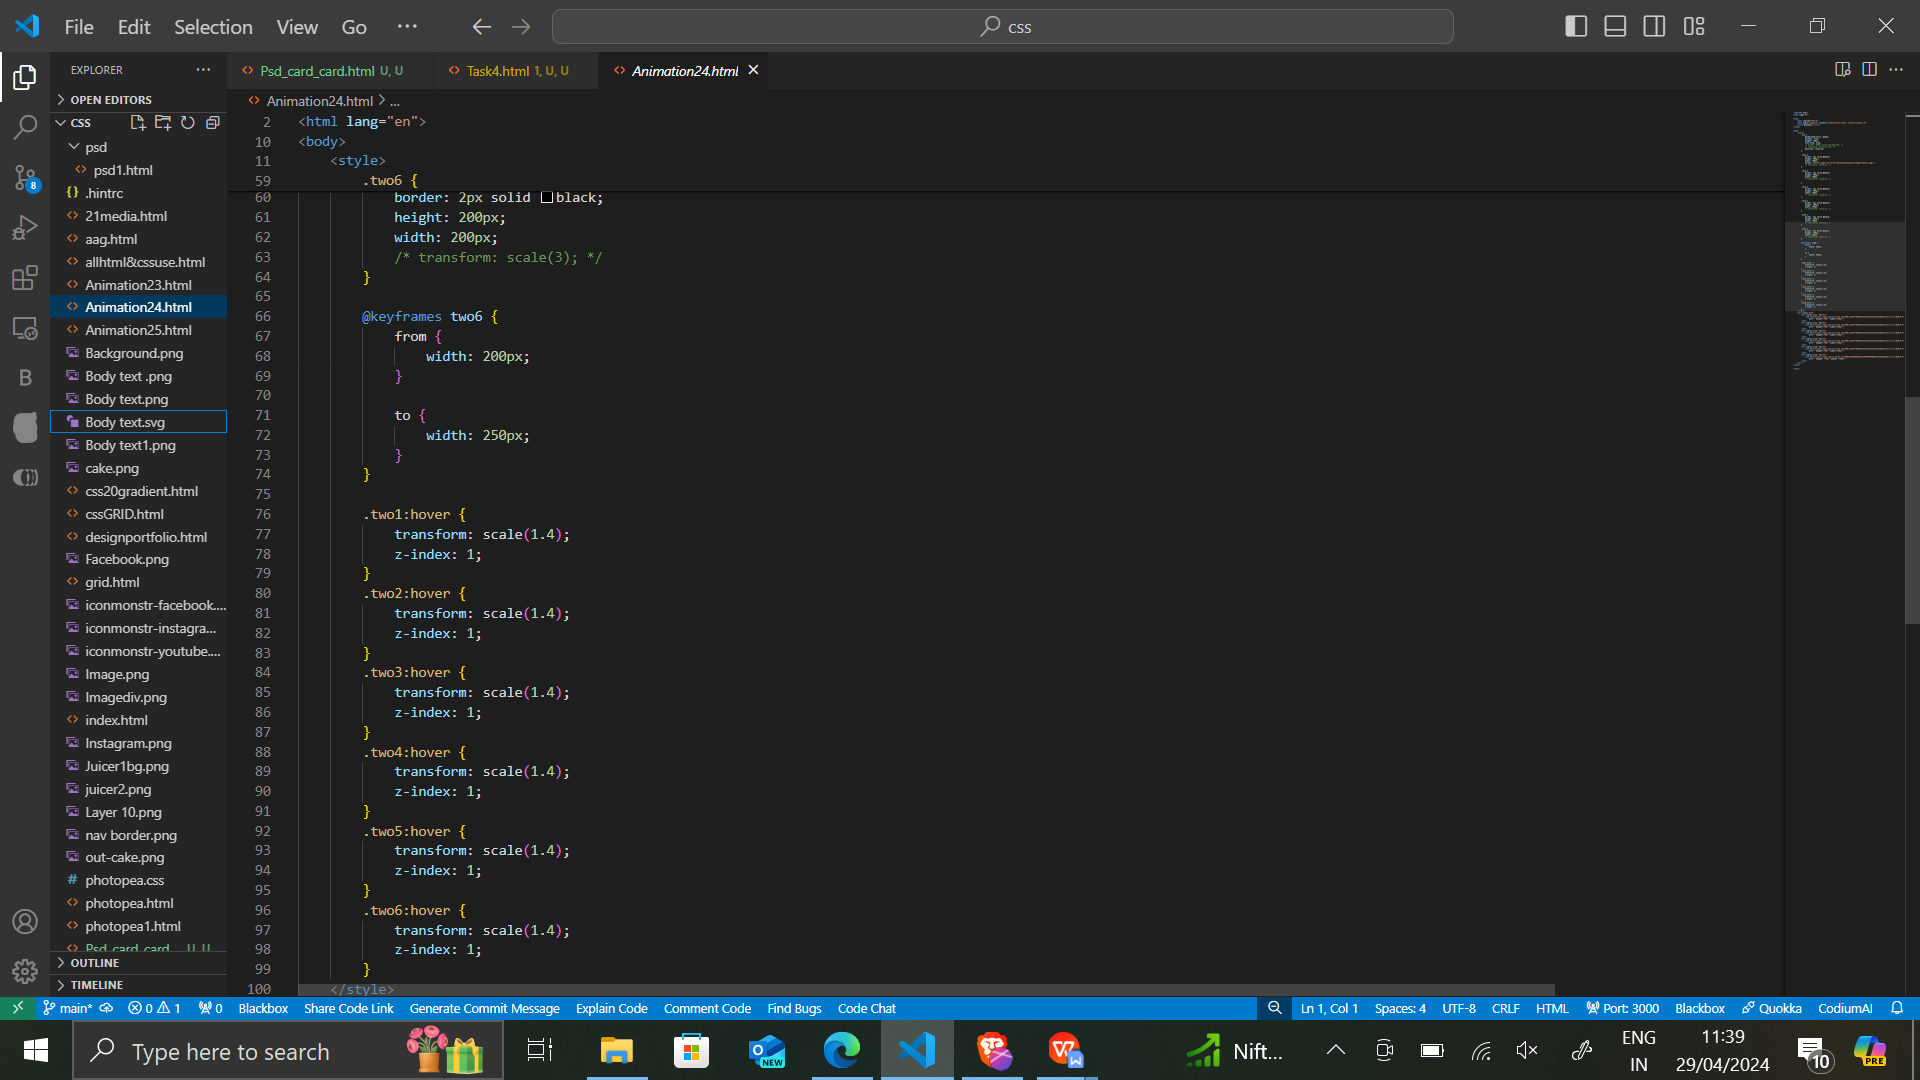 File Edit Selection View Go ···
CSS
EXPLORER
OPEN EDITORS
CSS
psd
psd1.html
.hintrc
21media.html
aag.html
allhtml&cssuse.html
Animation23.html
Animation24.html
Animation25.html
Background.png
Body text .png
Body text.png
Body text.svg
Body text1.png
cake.png
css20gradient.html
cssGRID.html
designportfolio.html
Facebook.png
grid.html
iconmonstr-facebook....
iconmonstr-instagra...
iconmonstr-youtube....
Image.png
Imagediv.png
index.html
Instagram.png
Juicer1bg.png
juicer2.png
Layer 10.png
nav border.png
out-cake.png
photopea.css
photopea.html
photopea1.html
Psd_card_card... U, U
OUTLINE
TIMELINE
8
B
Psd_card_card.html U, U
Task4.html 1, U, U
Animation24.html
Animation24.html > ...
2 <html lang="en">
10 <body>
11 <style>
59 .two6 {
60 border: 2px solid black;
61 height: 200px;
62 width: 200px;
63 /* transform: scale(3); */
64 }
65
66 @keyframes two6 {
67 from {
68 width: 200px;
69 }
70
71 to {
72 width: 250px;
73 }
74 }
75
76 .two1:hover {
77 transform: scale(1.4);
78 z-index: 1;
79 }
80 .two2:hover {
81 transform: scale(1.4);
82 z-index: 1;
83 }
84 .two3:hover {
85 transform: scale(1.4);
86 z-index: 1;
87 }
88 .two4:hover {
89 transform: scale(1.4);
90 z-index: 1;
91 }
92 .two5:hover {
93 transform: scale(1.4);
94 z-index: 1;
95 }
96 .two6:hover {
97 transform: scale(1.4);
98 z-index: 1;
99 }
100 </style>
main* 0 1 0 Blackbox Share Code Link Generate Commit Message Explain Code Comment Code Find Bugs Code Chat Ln 1, Col 1 Spaces: 4 UTF-8 CRLF HTML Port: 3000 Blackbox Quokka CodiumAI
Type here to search
NEW
W
Nift...
ENG
IN
11:39
29/04/2024
10
PRE